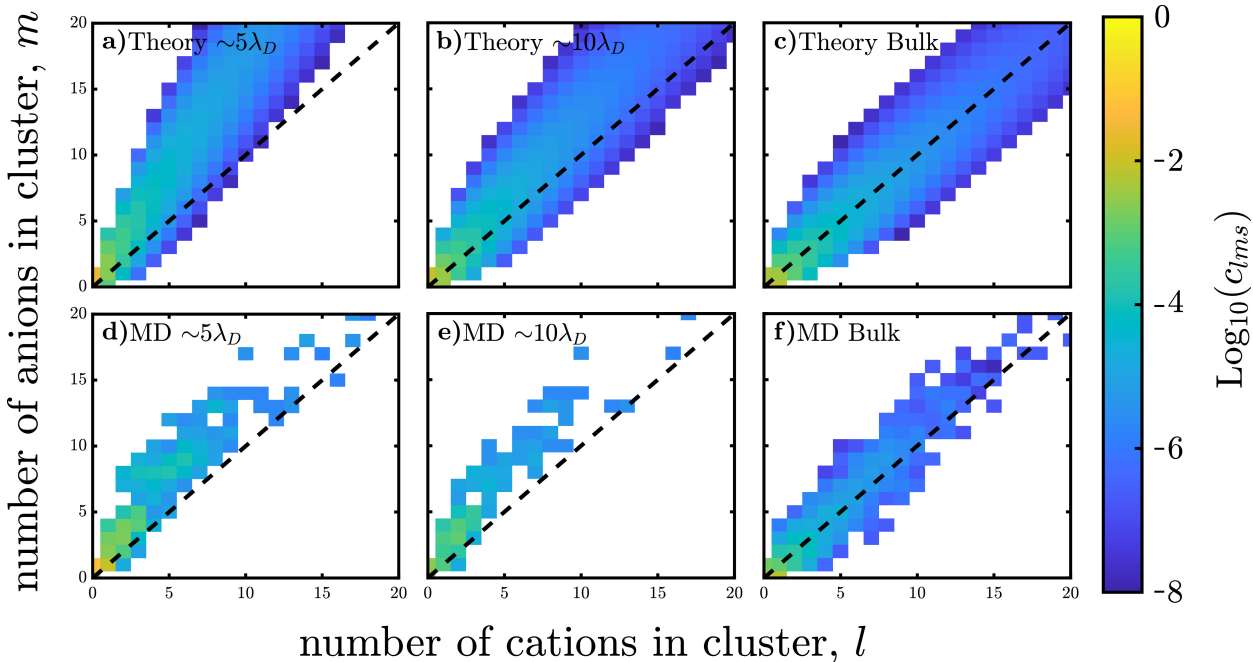 a)Theory ~5λ_D
b)Theory ~10λ_D
c)Theory Bulk
20
15
10
5
0
d)MD ~5λ_D
e)MD ~10λ_D
f)MD Bulk
20
15
10
5
0
0 5 10 15 20
0 5 10 15 20
0 5 10 15 20
number of cations in cluster, l
number of anions in cluster, m
0
-2
-4
-6
-8
Log10(c_lms)